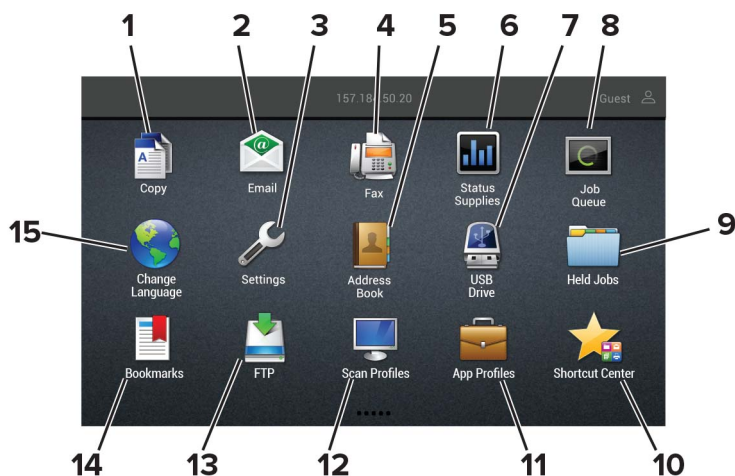 1 2 3 4 5 6 7 8
157.184.50.20 Guest
A @
Copy Email Fax Status Supplies Job Queue
15 9
Change Language Settings Address Book USB Drive Held Jobs
Bookmarks FTP Scan Profiles App Profiles Shortcut Center
14 13 12 11 10